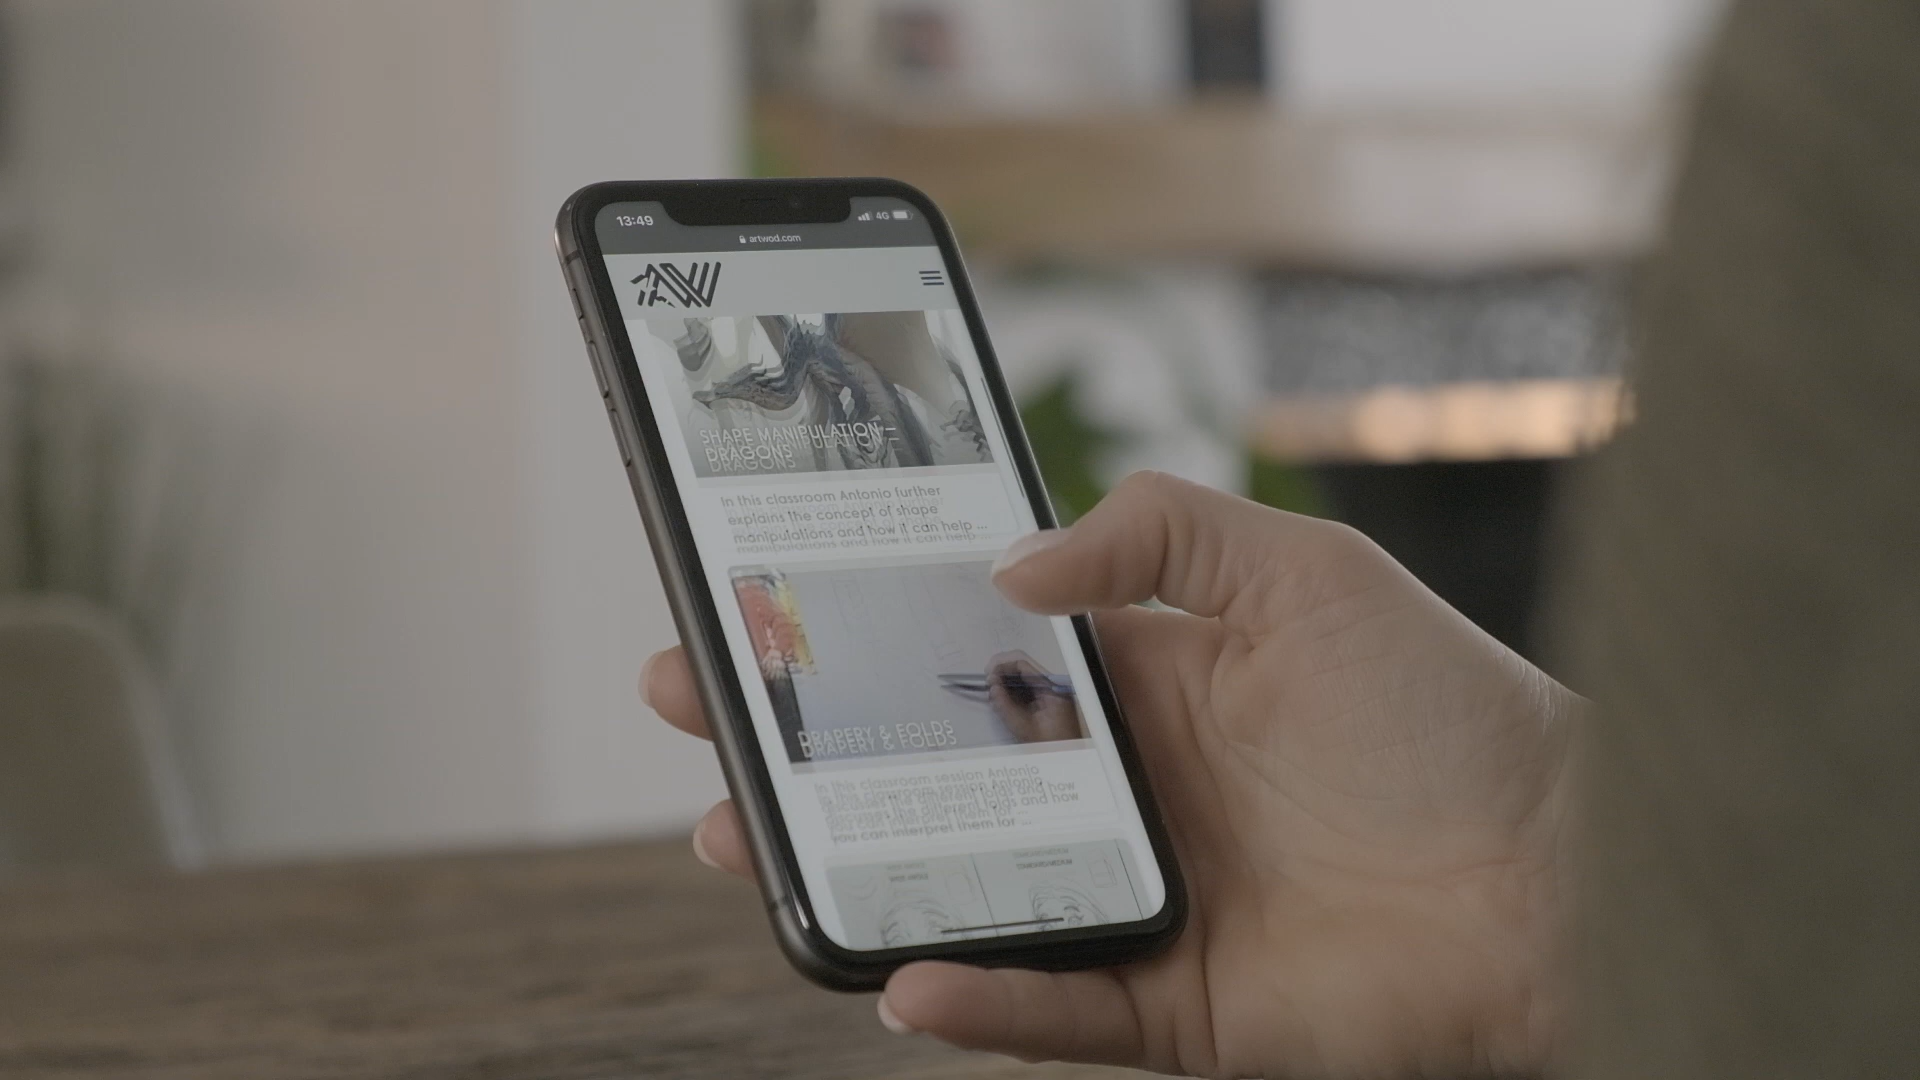 13:49
4G
artwod.com
AW
SHAPE MANIPULATION –
DRAGONS
In this classroom Antonio further
explains the concept of shape
manipulations and how it can help ...
DRAPERY & FOLDS
In this classroom session Antonio
discusses the different folds and how
you can interpret them for ...